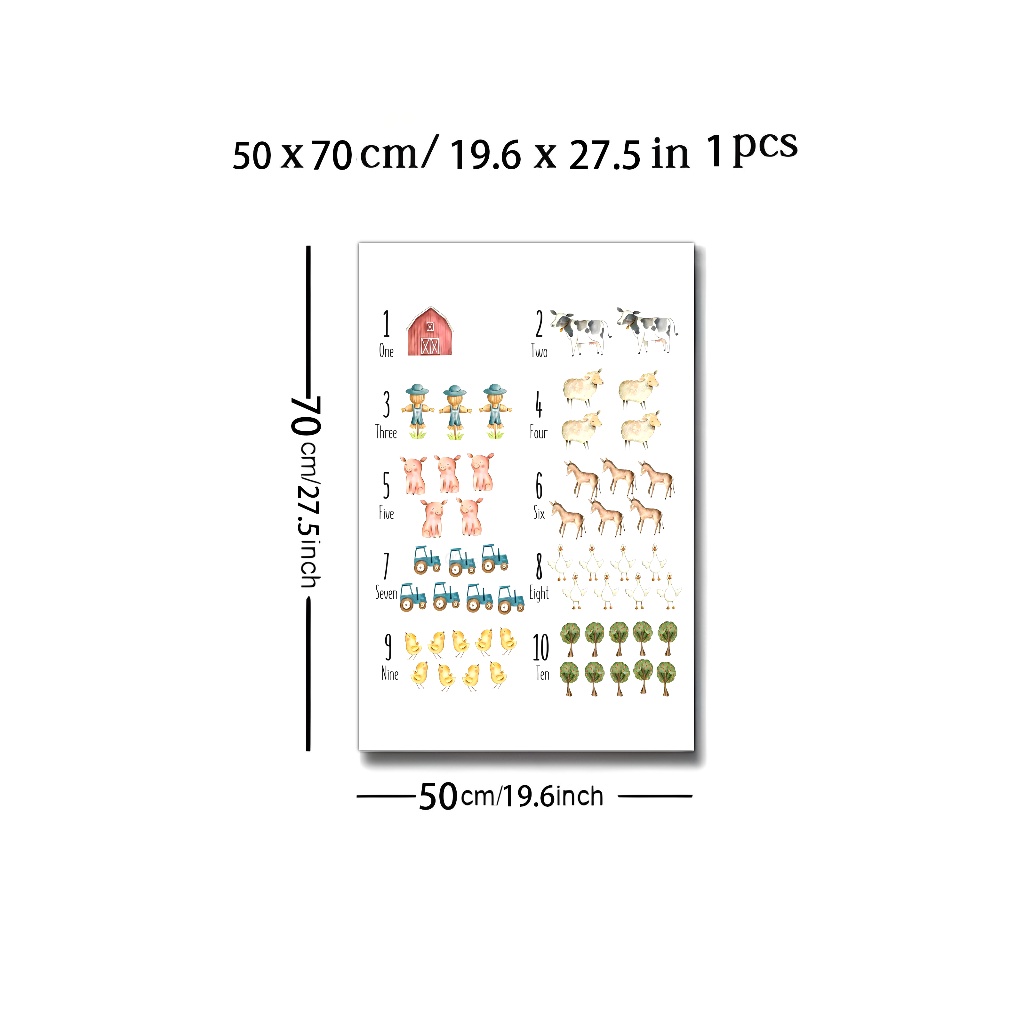 50 x 70 cm/ 19.6 x 27.5 in 1 pcs
70 cm/27.5inch
1
One
2
Two
3
Three
4
Four
5
Five
6
Six
7
Seven
8
Eight
9
Nine
10
Ten
50cm/19.6inch